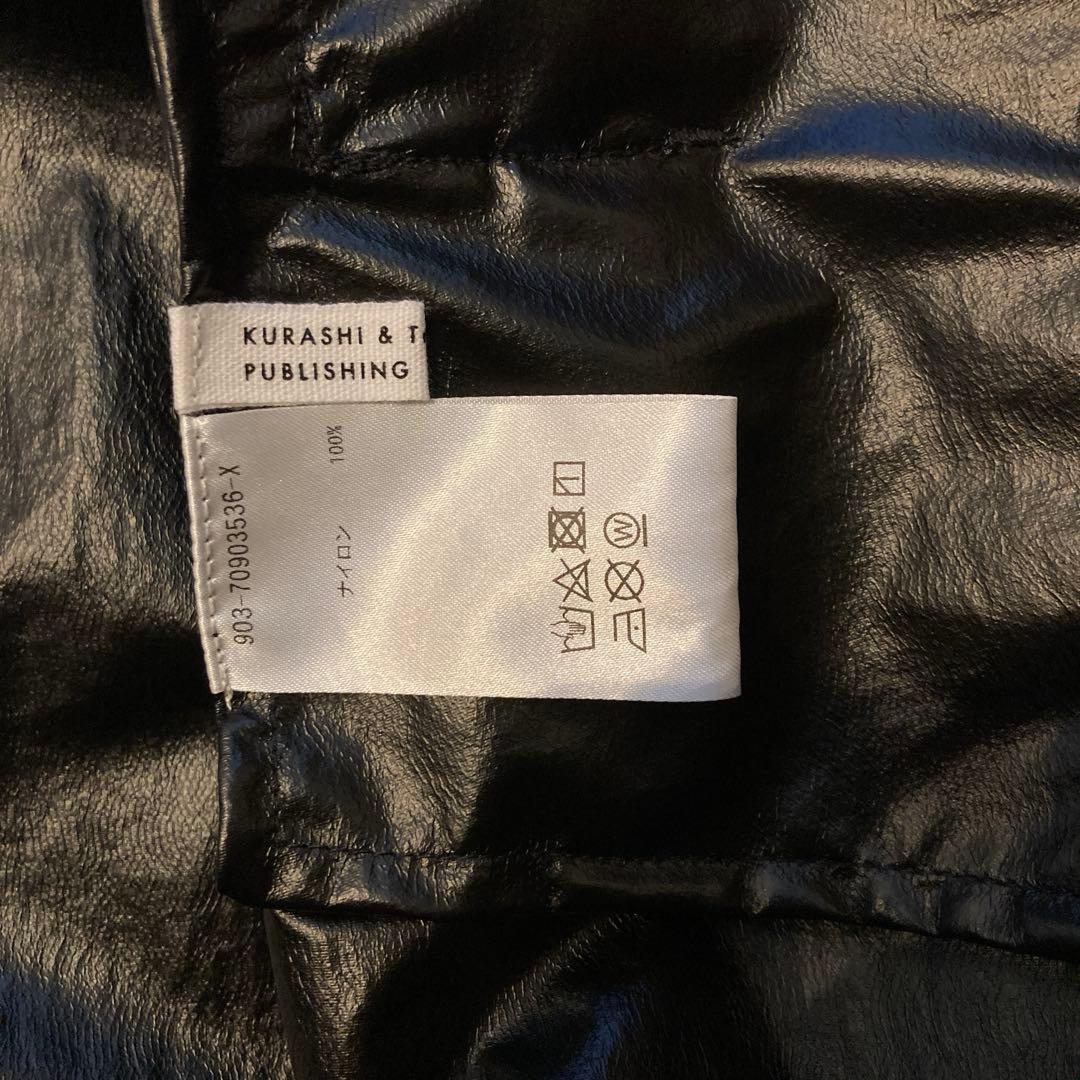 KURASHI & T
PUBLISHING
903-70903536-X
ナイロン 100%
W